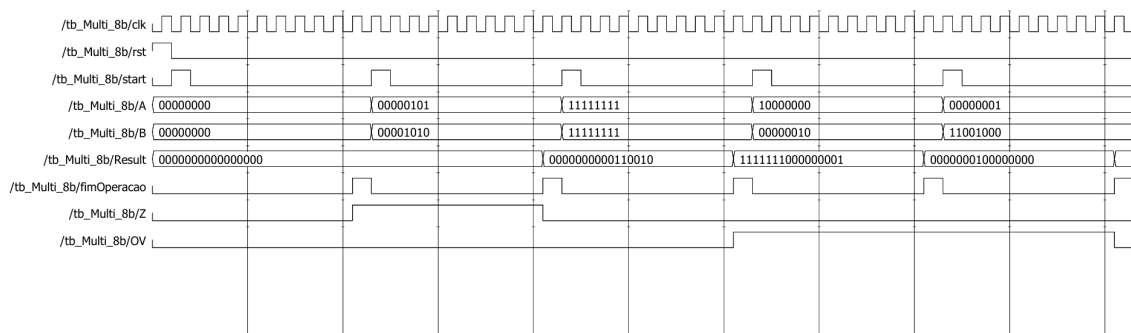 /tb_Multi_8b/clk
/tb_Multi_8b/rst
/tb_Multi_8b/start
/tb_Multi_8b/A 00000000 00000101 11111111 10000000 00000001
/tb_Multi_8b/B 00000000 00001010 11111111 00000010 11001000
/tb_Multi_8b/Result 0000000000000000 0000000000110010 1111111000000001 0000000100000000
/tb_Multi_8b/fimOperacao
/tb_Multi_8b/Z
/tb_Multi_8b/OV